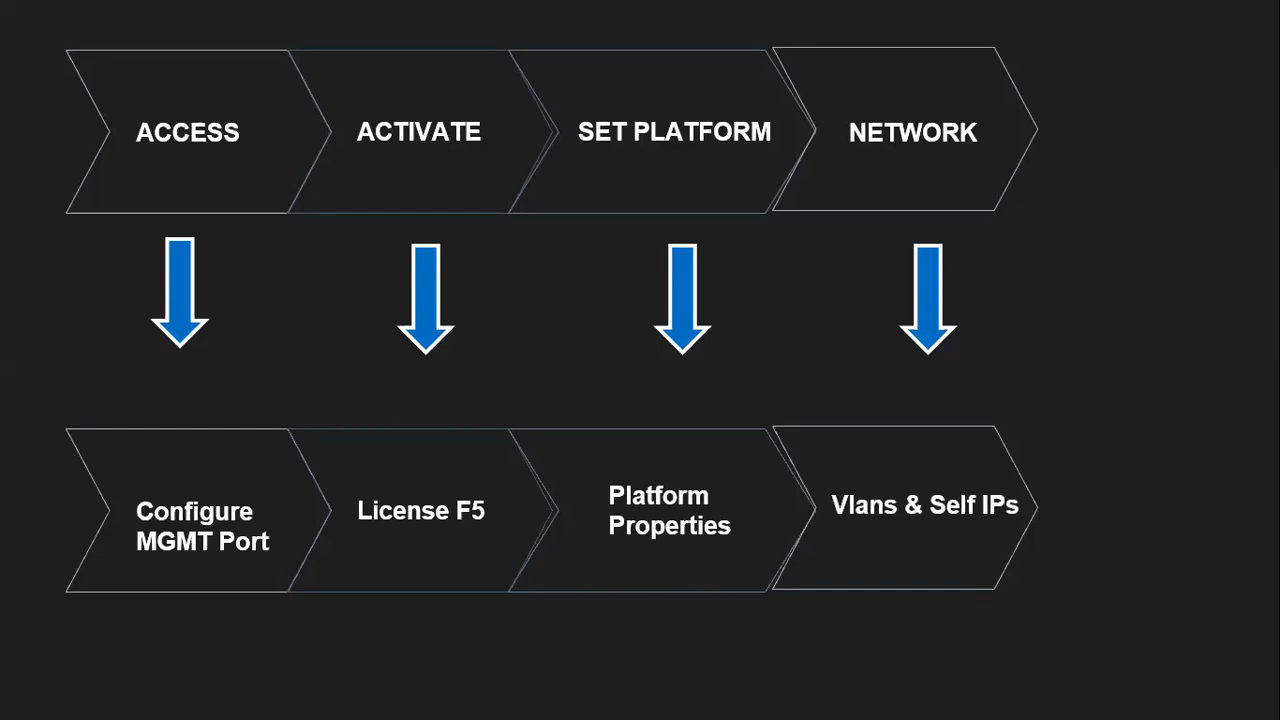 ACCESS
ACTIVATE
SET PLATFORM
NETWORK
Configure
MGMT Port
License F5
Platform
Properties
Vlans & Self IPs